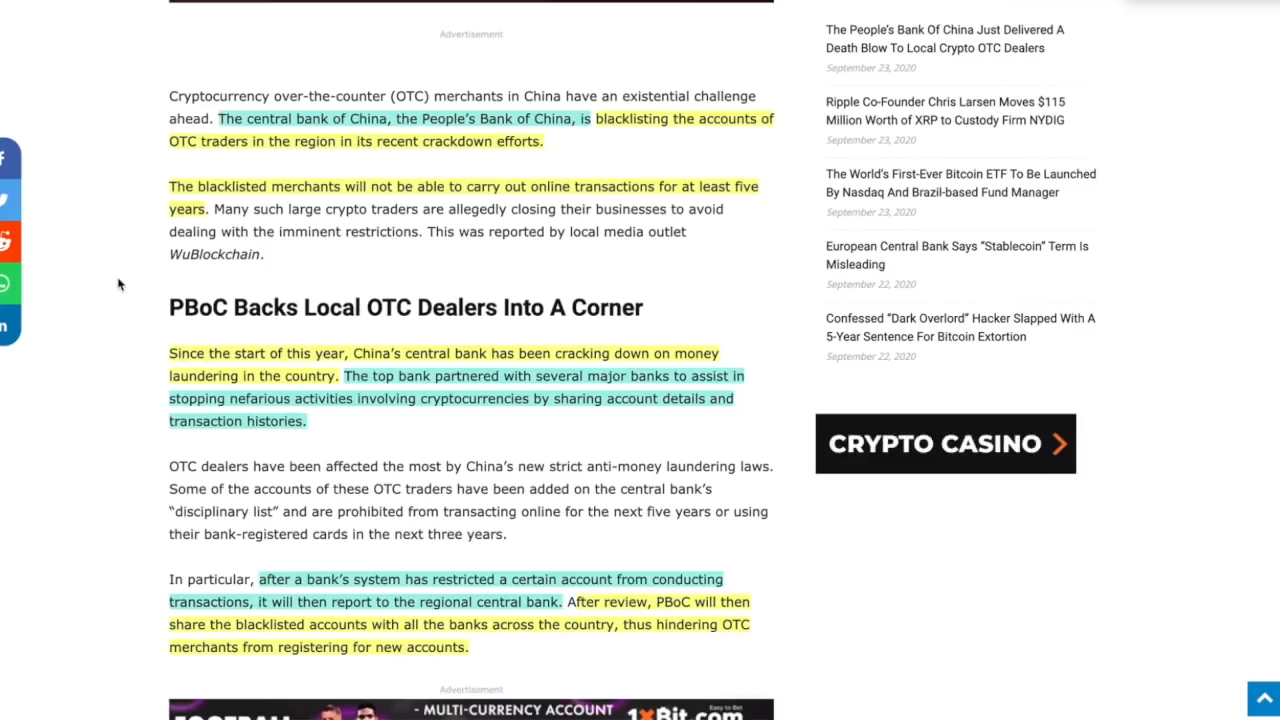 Advertisement
Cryptocurrency over-the-counter (OTC) merchants in China have an existential challenge
ahead. The central bank of China, the People's Bank of China, is blacklisting the accounts of
OTC traders in the region in its recent crackdown efforts.
The blacklisted merchants will not be able to carry out online transactions for at least five
years. Many such large crypto traders are allegedly closing their businesses to avoid
dealing with the imminent restrictions. This was reported by local media outlet
WuBlockchain.
PBoC Backs Local OTC Dealers Into A Corner
Since the start of this year, China's central bank has been cracking down on money
laundering in the country. The top bank partnered with several major banks to assist in
stopping nefarious activities involving cryptocurrencies by sharing account details and
transaction histories.
OTC dealers have been affected the most by China's new strict anti-money laundering laws.
Some of the accounts of these OTC traders have been added on the central bank's
“disciplinary list” and are prohibited from transacting online for the next five years or using
their bank-registered cards in the next three years.
In particular, after a bank's system has restricted a certain account from conducting
transactions, it will then report to the regional central bank. After review, PBoC will then
share the blacklisted accounts with all the banks across the country, thus hindering OTC
merchants from registering for new accounts.
Advertisement
- MULTI-CURRENCY ACCOUNT
Easy to Bet
1XBit.com
The People's Bank Of China Just Delivered A
Death Blow To Local Crypto OTC Dealers
September 23, 2020
Ripple Co-Founder Chris Larsen Moves $115
Million Worth of XRP to Custody Firm NYDIG
September 23, 2020
The World's First-Ever Bitcoin ETF To Be Launched
By Nasdaq And Brazil-based Fund Manager
September 23, 2020
European Central Bank Says “Stablecoin” Term Is
Misleading
September 22, 2020
Confessed “Dark Overlord” Hacker Slapped With A
5-Year Sentence For Bitcoin Extortion
September 22, 2020
CRYPTO CASINO